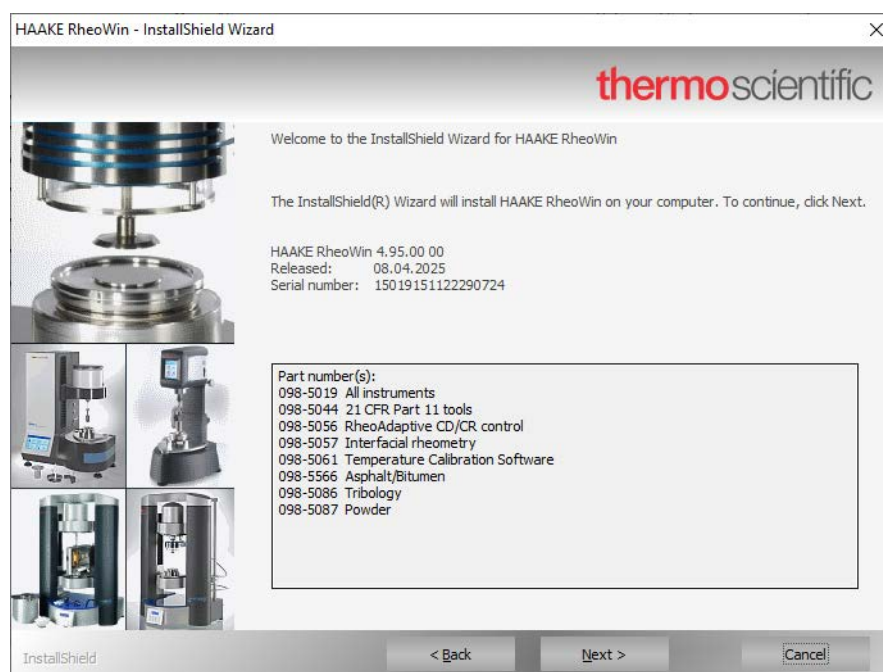 HAAKE RheoWin - InstallShield Wizard
thermoscientific
Welcome to the InstallShield Wizard for HAAKE RheoWin
The InstallShield(R) Wizard will install HAAKE RheoWin on your computer. To continue, click Next.
HAAKE RheoWin 4.95.00 00
Released: 08.04.2025
Serial number: 15019151122290724
Part number(s):
098-5019 All instruments
098-5044 21 CFR Part 11 tools
098-5056 RheoAdaptive CD/CR control
098-5057 Interfacial rheometry
098-5061 Temperature Calibration Software
098-5566 Asphalt/Bitumen
098-5086 Tribology
098-5087 Powder
InstallShield
< Back
Next >
Cancel